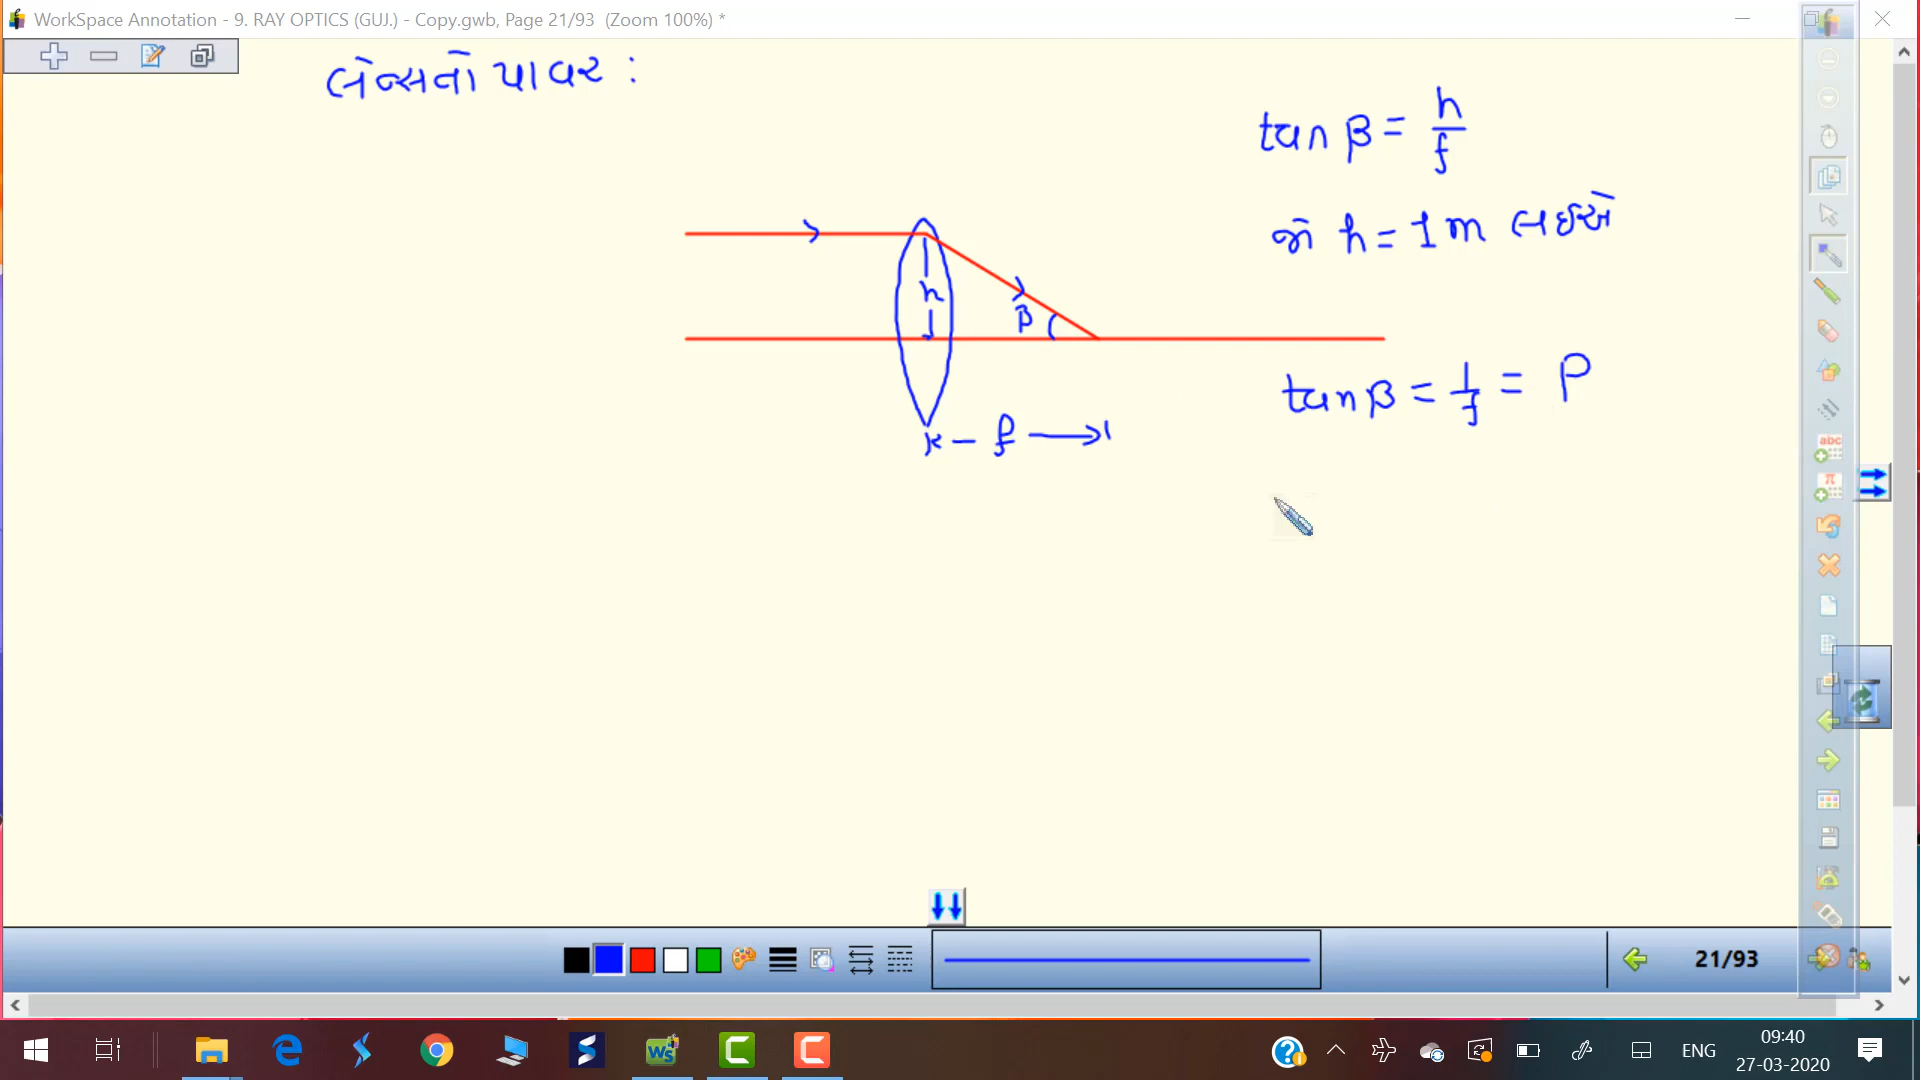 WorkSpace Annotation - 9. RAY OPTICS (GUJ.) - Copy.gwb, Page 21/93 (Zoom 100%) *
લેન્સનો પાવર :
tan β = h/f
જો h = 1 m લઈએ
h
β
tan β = 1/f = P
f
abc
π
21/93
ENG
09:40
27-03-2020